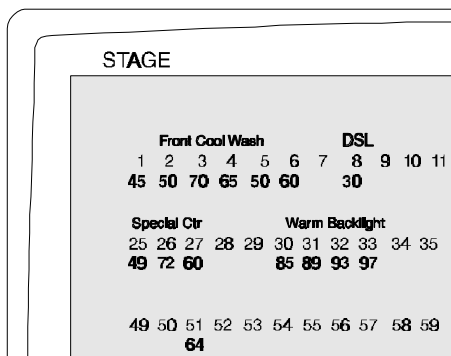 STAGE
Front Cool Wash DSL
1 2 3 4 5 6 7 8 9 10 11
45 50 70 65 50 60 30
Special Ctr Warm Backlight
25 26 27 28 29 30 31 32 33 34 35
49 72 60 85 89 93 97
49 50 51 52 53 54 55 56 57 58 59
64